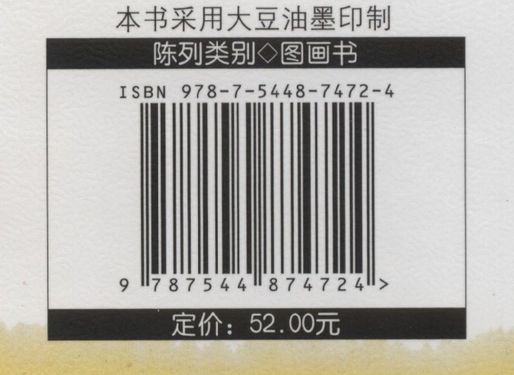 本书采用大豆油墨印制
陈列类别◇图画书
ISBN 978-7-5448-7472-4
9 787544 874724 >
定价：52.00元